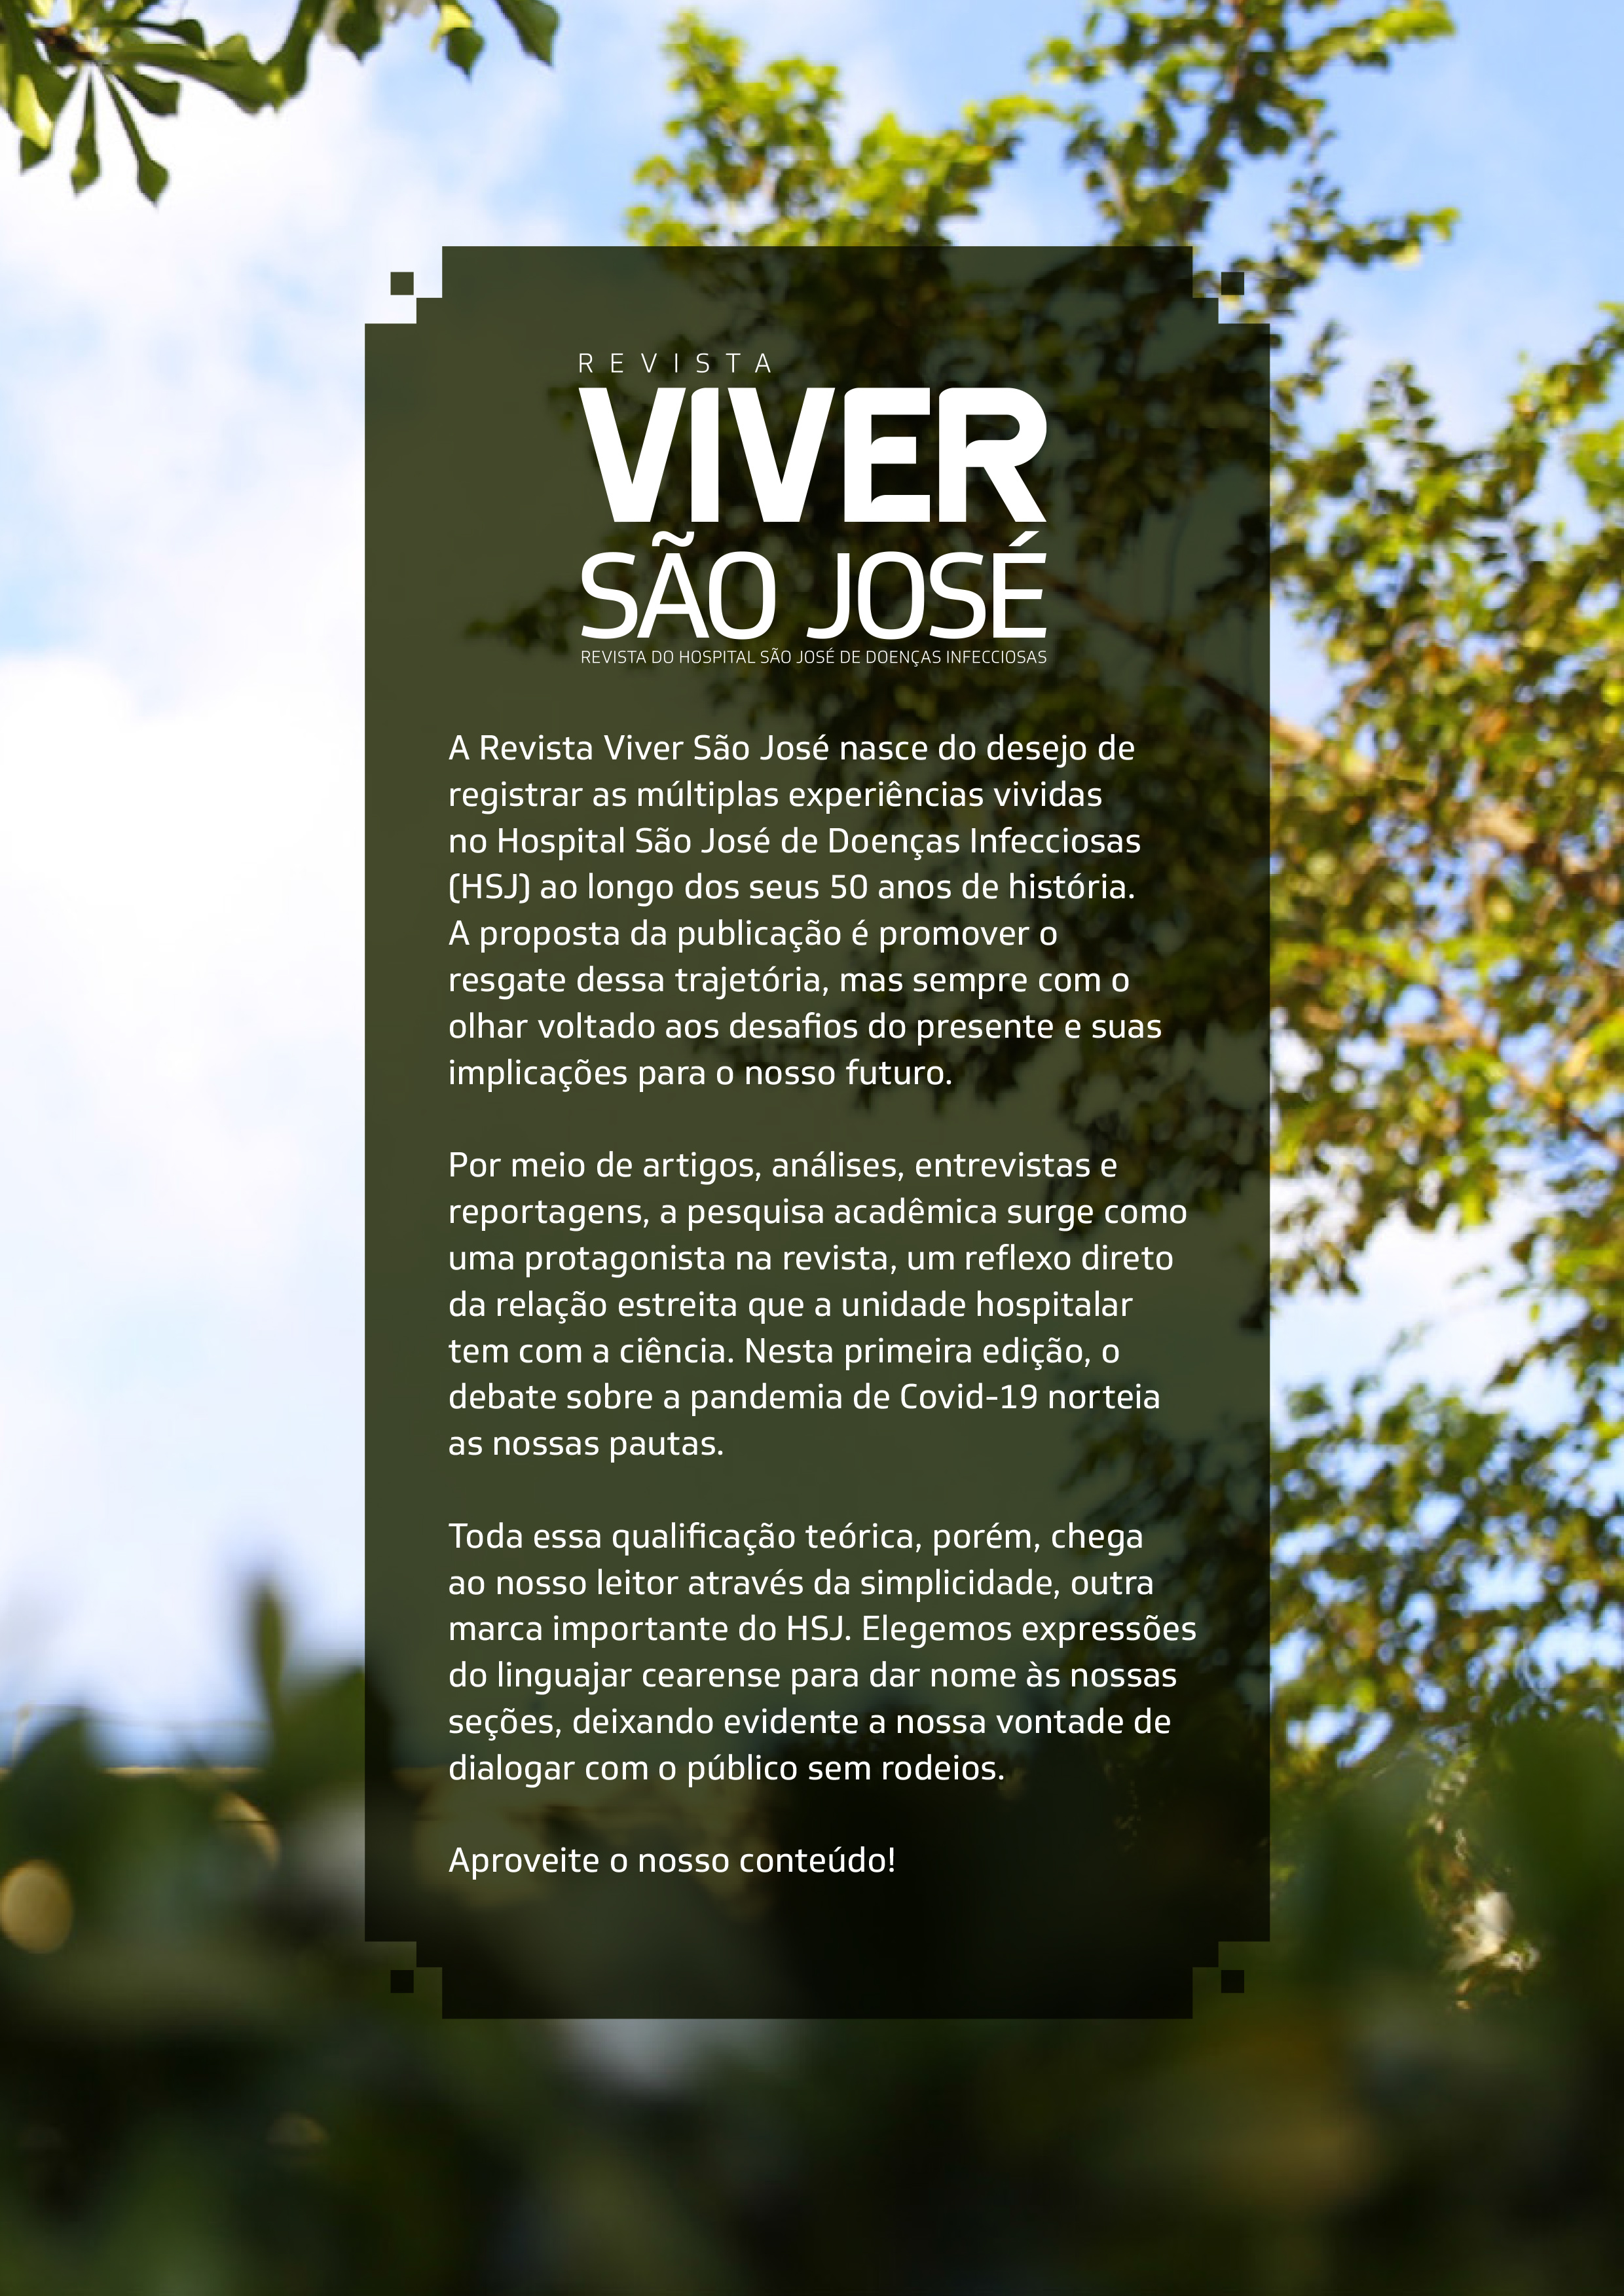 REVISTA
VIVER
SÃO JOSÉ
REVISTA DO HOSPITAL SÃO JOSÉ DE DOENÇAS INFECCIOSAS
A Revista Viver São José nasce do desejo de
registrar as múltiplas experiências vividas
no Hospital São José de Doenças Infecciosas
(HSJ) ao longo dos seus 50 anos de história.
A proposta da publicação é promover o
resgate dessa trajetória, mas sempre com o
olhar voltado aos desafios do presente e suas
implicações para o nosso futuro.
Por meio de artigos, análises, entrevistas e
reportagens, a pesquisa acadêmica surge como
uma protagonista na revista, um reflexo direto
da relação estreita que a unidade hospitalar
tem com a ciência. Nesta primeira edição, o
debate sobre a pandemia de Covid-19 norteia
as nossas pautas.
Toda essa qualificação teórica, porém, chega
ao nosso leitor através da simplicidade, outra
marca importante do HSJ. Elegemos expressões
do linguajar cearense para dar nome às nossas
seções, deixando evidente a nossa vontade de
dialogar com o público sem rodeios.
Aproveite o nosso conteúdo!